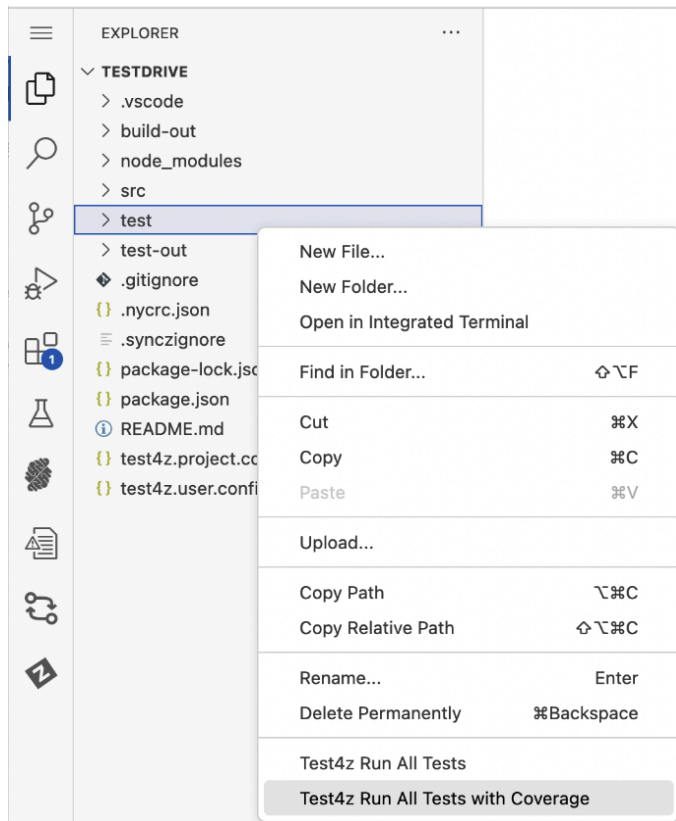 EXPLORER ...
TESTDRIVE
.vscode
build-out
node_modules
src
test
test-out
.gitignore
{} .nycrc.json
.synczignore
{} package-lock.jsc
{} package.json
README.md
{} test4z.project.cc
{} test4z.user.confi
1
New File...
New Folder...
Open in Integrated Terminal
Find in Folder... ⇧⌥F
Cut ⌘X
Copy ⌘C
Paste ⌘V
Upload...
Copy Path ⌥⌘C
Copy Relative Path ⇧⌥⌘C
Rename... Enter
Delete Permanently ⌘Backspace
Test4z Run All Tests
Test4z Run All Tests with Coverage